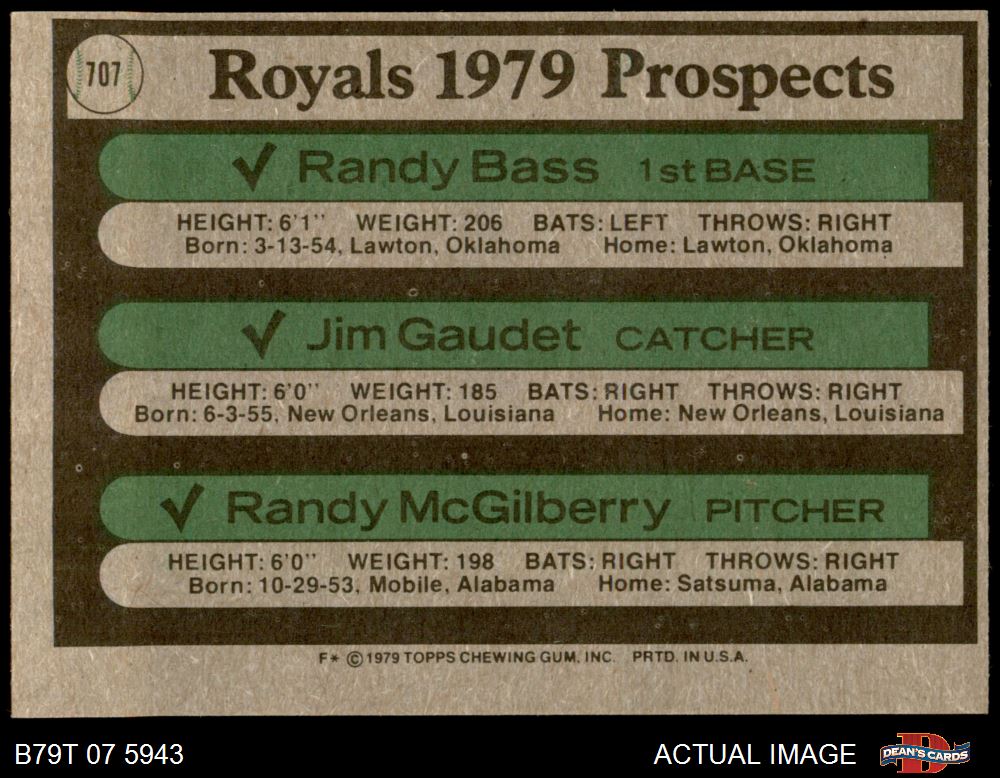 707 Royals 1979 Prospects
✓ Randy Bass 1st BASE
HEIGHT: 6'1" WEIGHT: 206 BATS: LEFT THROWS: RIGHT
Born: 3-13-54, Lawton, Oklahoma Home: Lawton, Oklahoma
✓ Jim Gaudet CATCHER
HEIGHT: 6'0" WEIGHT: 185 BATS: RIGHT THROWS: RIGHT
Born: 6-3-55, New Orleans, Louisiana Home: New Orleans, Louisiana
✓ Randy McGilberry PITCHER
HEIGHT: 6'0" WEIGHT: 198 BATS: RIGHT THROWS: RIGHT
Born: 10-29-53, Mobile, Alabama Home: Satsuma, Alabama
F* © 1979 TOPPS CHEWING GUM, INC. PRTD. IN U.S.A.
B79T 07 5943 ACTUAL IMAGE DEAN'S CARDS